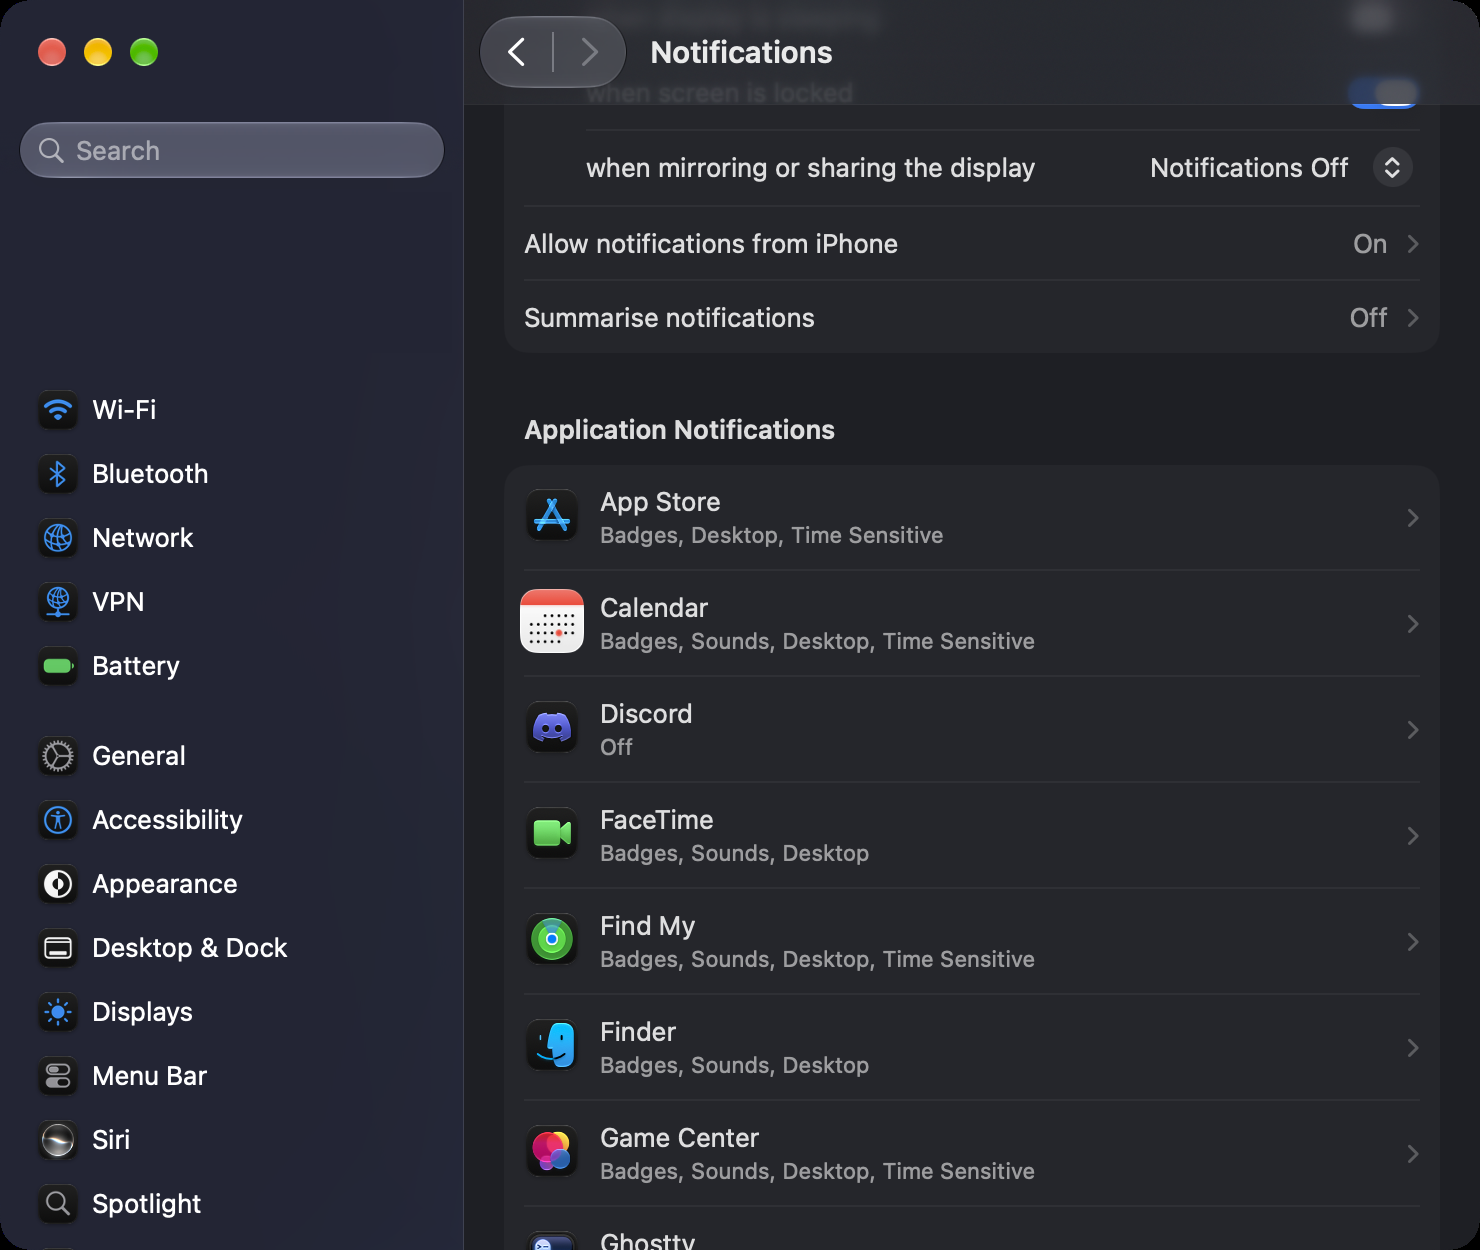 Search
Wi-Fi
Bluetooth
Network
VPN
Battery
General
Accessibility
Appearance
Desktop & Dock
Displays
Menu Bar
Siri
Spotlight
Notifications
when screen is locked
when mirroring or sharing the display Notifications Off
Allow notifications from iPhone On
Summarise notifications Off
Application Notifications
App Store
Badges, Desktop, Time Sensitive
Calendar
Badges, Sounds, Desktop, Time Sensitive
Discord
Off
FaceTime
Badges, Sounds, Desktop
Find My
Badges, Sounds, Desktop, Time Sensitive
Finder
Badges, Sounds, Desktop
Game Center
Badges, Sounds, Desktop, Time Sensitive
Ghostty